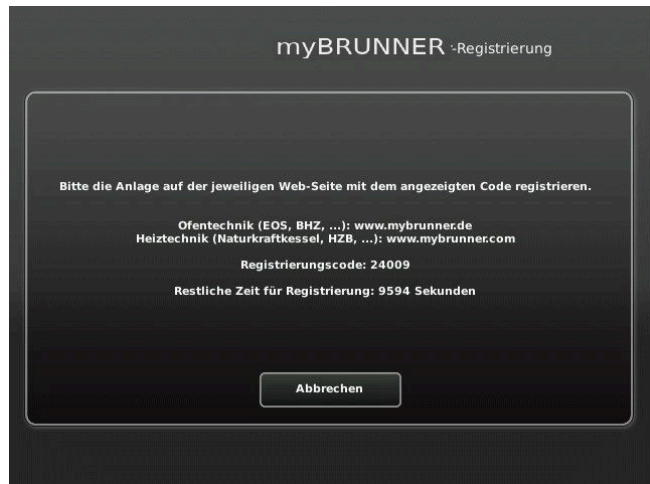 myBRUNNER -Registrierung
Bitte die Anlage auf der jeweiligen Web-Seite mit dem angezeigten Code registrieren.
Ofentechnik (EOS, BHZ, ...): www.mybrunner.de
Heiztechnik (Naturkraftkessel, HZB, ...): www.mybrunner.com
Registrierungscode: 24009
Restliche Zeit für Registrierung: 9594 Sekunden
Abbrechen